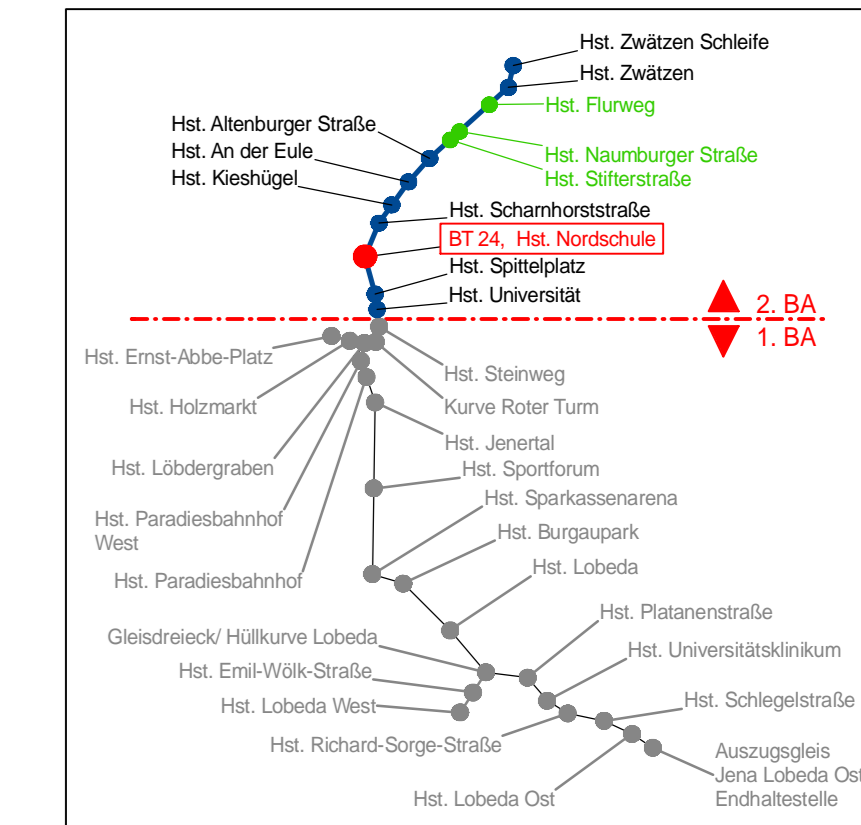 Hst. Zwätzen Schleife
Hst. Zwätzen
Hst. Flurweg
Hst. Altenburger Straße
Hst. An der Eule
Hst. Naumburger Straße
Hst. Kieshügel
Hst. Stifterstraße
Hst. Scharnhorststraße
BT 24, Hst. Nordschule
Hst. Spittelplatz
Hst. Universität
2. BA
1. BA
Hst. Ernst-Abbe-Platz
Hst. Steinweg
Hst. Holzmarkt
Kurve Roter Turm
Hst. Jenertal
Hst. Löbdergraben
Hst. Sportforum
Hst. Sparkassenarena
Hst. Paradiesbahnhof
West
Hst. Burgaupark
Hst. Paradiesbahnhof
Hst. Lobeda
Hst. Platanenstraße
Gleisdreieck/ Hüllkurve Lobeda
Hst. Universitätsklinikum
Hst. Emil-Wölk-Straße
Hst. Schlegelstraße
Hst. Lobeda West
Hst. Richard-Sorge-Straße
Auszugsgleis
Jena Lobeda Ost
Endhaltestelle
Hst. Lobeda Ost